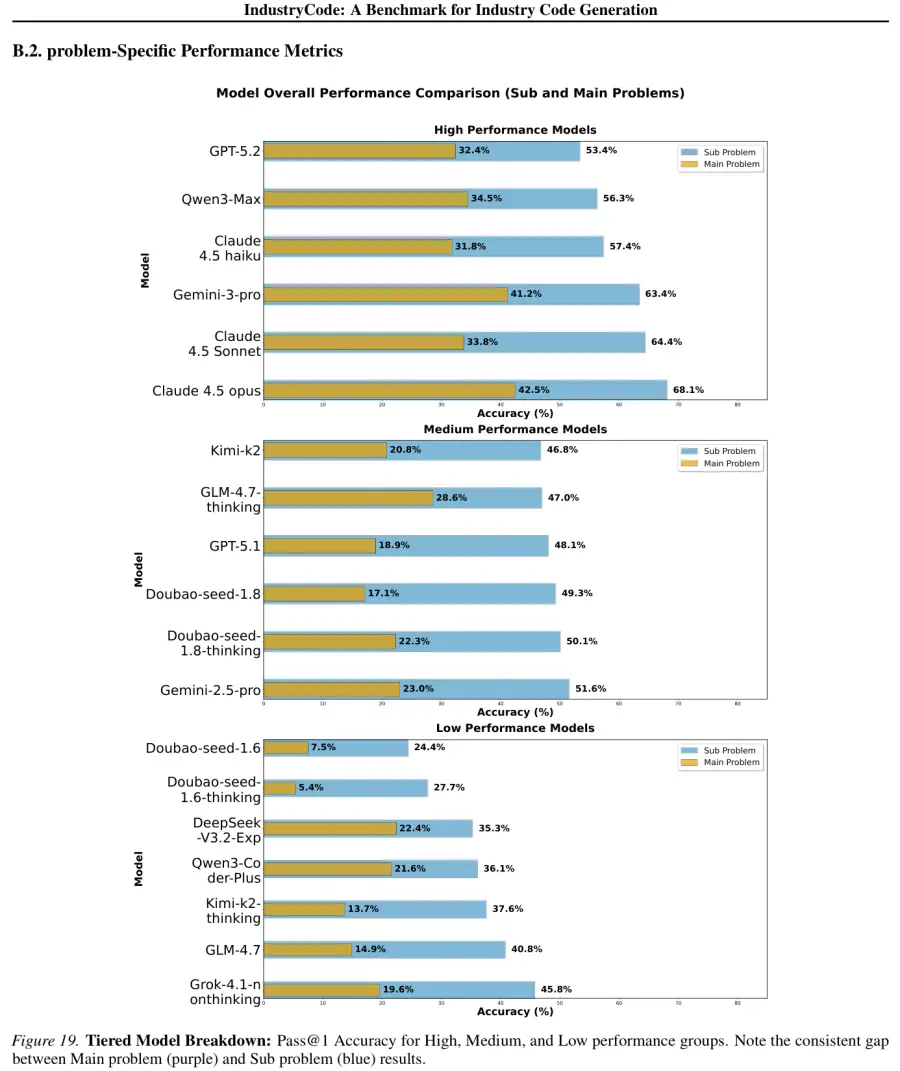 IndustryCode: A Benchmark for Industry Code Generation
B.2. problem-Specific Performance Metrics
Model Overall Performance Comparison (Sub and Main Problems)
High Performance Models
GPT-5.2 32.4% 53.4%
Sub Problem
Main Problem
Qwen3-Max 34.5% 56.3%
Claude
4.5 haiku 31.8% 57.4%
Model
Gemini-3-pro 41.2% 63.4%
Claude
4.5 Sonnet 33.8% 64.4%
Claude 4.5 opus 42.5% 68.1%
0 10 20 30 40 50 60 70 80
Accuracy (%)
Medium Performance Models
Kimi-k2 20.8% 46.8%
Sub Problem
Main Problem
GLM-4.7-
thinking 28.6% 47.0%
GPT-5.1 18.9% 48.1%
Model
Doubao-seed-1.8 17.1% 49.3%
Doubao-seed-
1.8-thinking 22.3% 50.1%
Gemini-2.5-pro 23.0% 51.6%
0 10 20 30 40 50 60 70 80
Accuracy (%)
Low Performance Models
Doubao-seed-1.6 7.5% 24.4%
Sub Problem
Main Problem
Doubao-seed-
1.6-thinking 5.4% 27.7%
DeepSeek
-V3.2-Exp 22.4% 35.3%
Model
Qwen3-Co
der-Plus 21.6% 36.1%
Kimi-k2-
thinking 13.7% 37.6%
GLM-4.7 14.9% 40.8%
Grok-4.1-n
onthinking 19.6% 45.8%
0 10 20 30 40 50 60 70 80
Accuracy (%)
Figure 19. Tiered Model Breakdown: Pass@1 Accuracy for High, Medium, and Low performance groups. Note the consistent gap
between Main problem (purple) and Sub problem (blue) results.